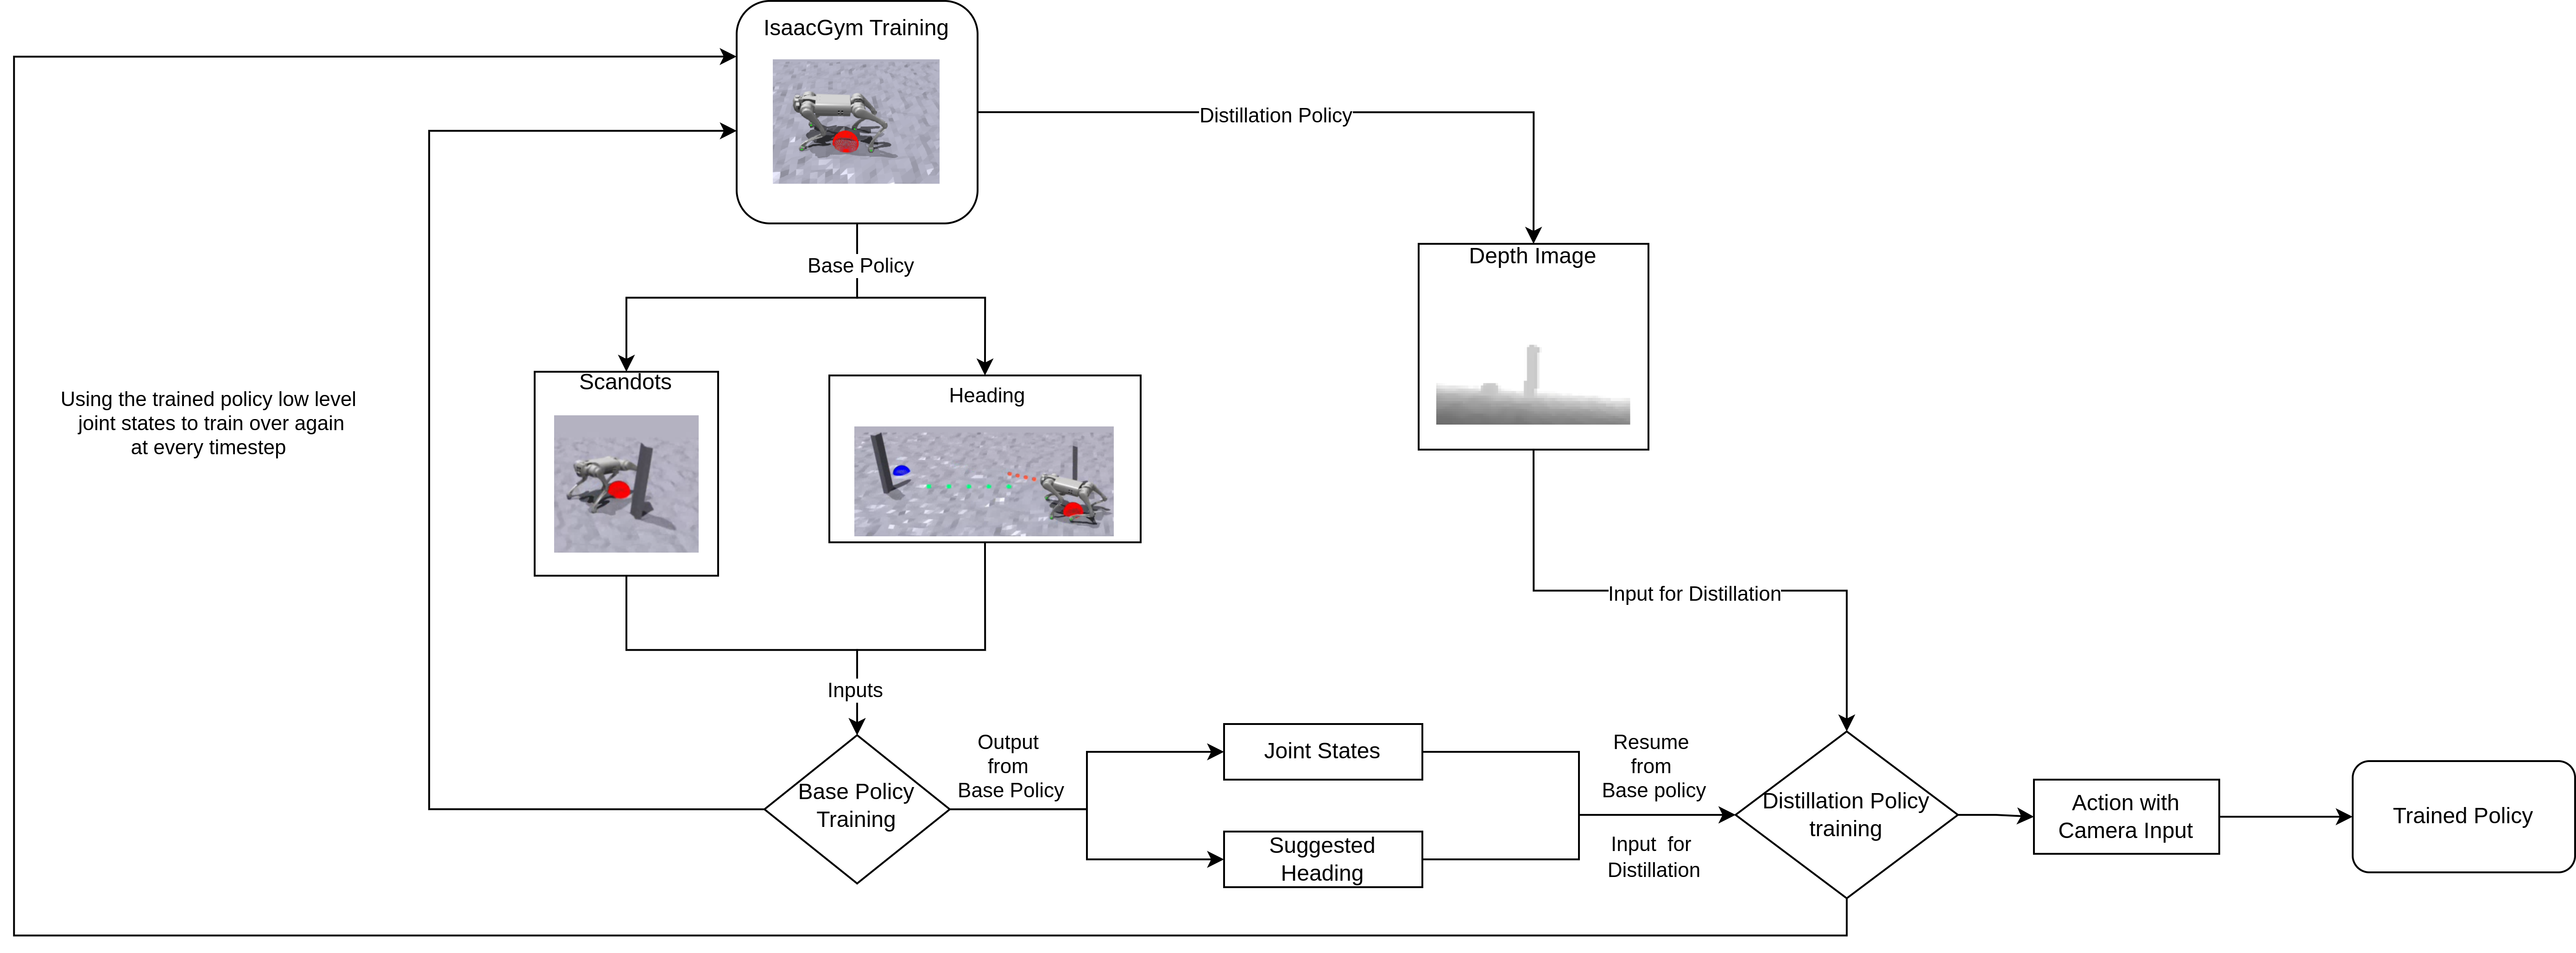 IsaacGym Training
Distillation Policy
Base Policy
Depth Image
Scandots
Heading
Using the trained policy low level
joint states to train over again
at every timestep
Input for Distillation
Inputs
Output
from
Base Policy
Joint States
Resume
from
Base policy
Base Policy
Training
Distillation Policy
training
Action with
Camera Input
Trained Policy
Suggested
Heading
Input for
Distillation